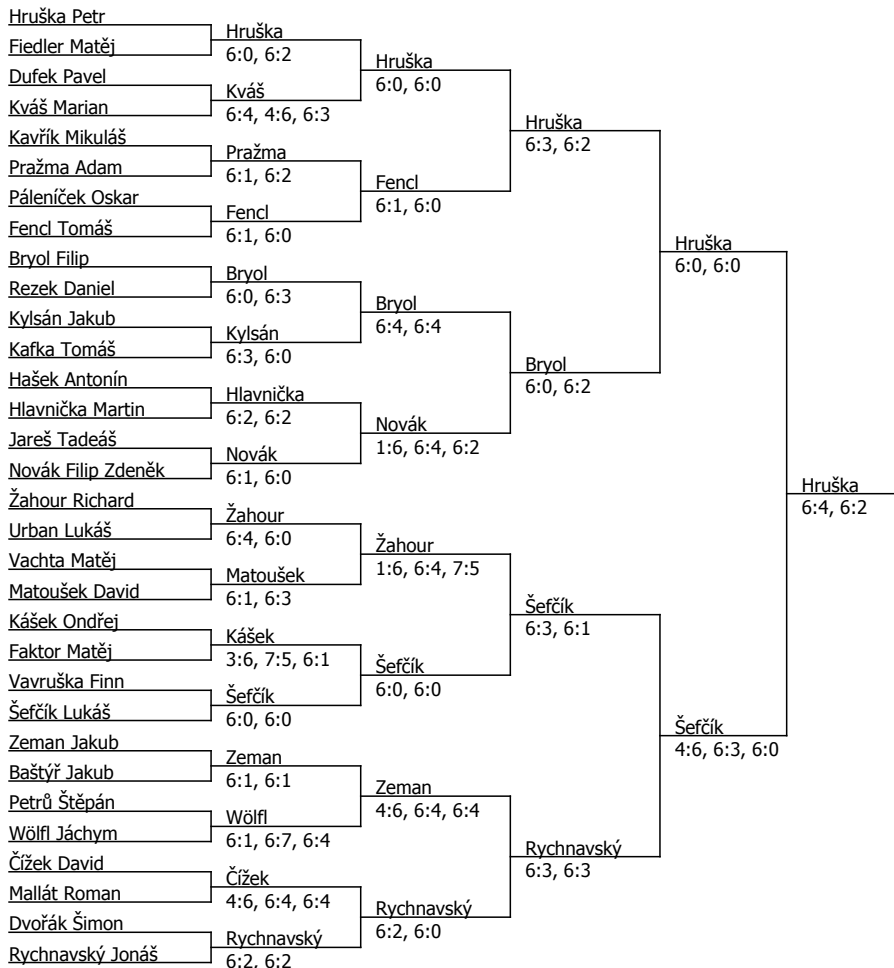 Hruška Petr
Fiedler Matěj
Dufek Pavel
Kváš Marian
Kavřík Mikuláš
Pražma Adam
Páleníček Oskar
Fencl Tomáš
Bryol Filip
Rezek Daniel
Kylsán Jakub
Kafka Tomáš
Hašek Antonín
Hlavnička Martin
Jareš Tadeáš
Novák Filip Zdeněk
Žahour Richard
Urban Lukáš
Vachta Matěj
Matoušek David
Kášek Ondřej
Faktor Matěj
Vavruška Finn
Šefčík Lukáš
Zeman Jakub
Baštýř Jakub
Petrů Štěpán
Wölfl Jáchym
Čížek David
Mallát Roman
Dvořák Šimon
Rychnavský Jonáš
Hruška
6:0, 6:2
Kváš
6:4, 4:6, 6:3
Pražma
6:1, 6:2
Fencl
6:1, 6:0
Bryol
6:0, 6:3
Kylsán
6:3, 6:0
Hlavnička
6:2, 6:2
Novák
6:1, 6:0
Žahour
6:4, 6:0
Matoušek
6:1, 6:3
Kášek
3:6, 7:5, 6:1
Šefčík
6:0, 6:0
Zeman
6:1, 6:1
Wölfl
6:1, 6:7, 6:4
Čížek
4:6, 6:4, 6:4
Rychnavský
6:2, 6:2
Hruška
6:0, 6:0
Fencl
6:1, 6:0
Bryol
6:4, 6:4
Novák
1:6, 6:4, 6:2
Žahour
1:6, 6:4, 7:5
Šefčík
6:0, 6:0
Zeman
4:6, 6:4, 6:4
Rychnavský
6:2, 6:0
Hruška
6:3, 6:2
Bryol
6:0, 6:2
Šefčík
6:3, 6:1
Rychnavský
6:3, 6:3
Hruška
6:0, 6:0
Šefčík
4:6, 6:3, 6:0
Hruška
6:4, 6:2